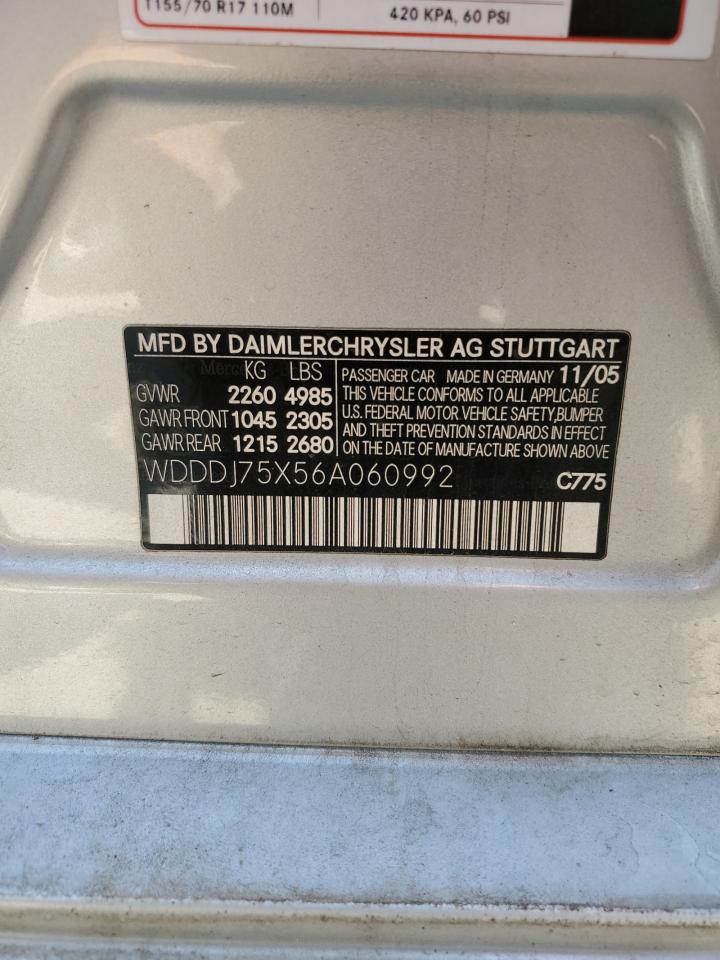 T155/70 R17 110M
420 KPA, 60 PSI
MFD BY DAIMLERCHRYSLER AG STUTTGART
KG LBS
GVWR 2260 4985
GAWR FRONT 1045 2305
GAWR REAR 1215 2680
PASSENGER CAR MADE IN GERMANY 11/05
THIS VEHICLE CONFORMS TO ALL APPLICABLE
U.S. FEDERAL MOTOR VEHICLE SAFETY,BUMPER
AND THEFT PREVENTION STANDARDS IN EFFECT
ON THE DATE OF MANUFACTURE SHOWN ABOVE
WDDDJ75X56A060992
C775